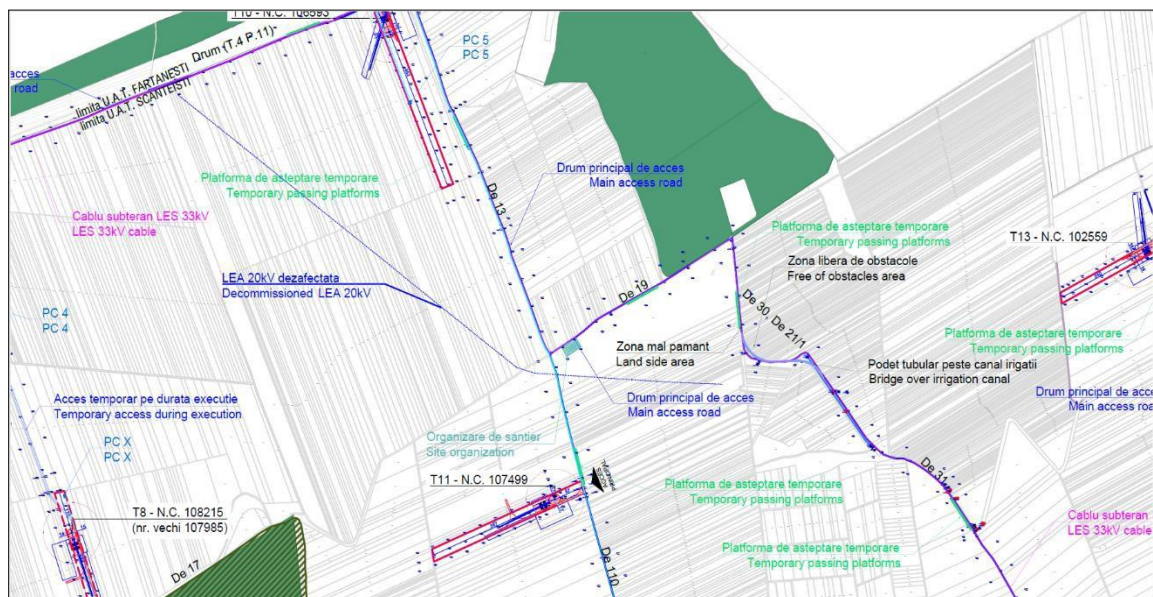 T10 - N.C. 106593
PC 5
PC 5
Drum (T.4 P.11)
limita U.A.T. FARTANESTI
limita U.A.T. SCANTEISTI
acces
road
Platforma de asteptare temporare
Temporary passing platforms
De 13
Drum principal de acces
Main access road
Cablu subteran LES 33kV
LES 33kV cable
Platforma de asteptare temporare
Temporary passing platforms
T13 - N.C. 102559
Zona libera de obstacole
Free of obstacles area
LEA 20kV dezafectata
Decommissioned LEA 20kV
De 19
De 30, De 21/1
PC 4
PC 4
Zona mal pamant
Land side area
Platforma de asteptare temporare
Temporary passing platforms
Podet tubular peste canal irigatii
Bridge over irrigation canal
Acces temporar pe durata executie
Temporary access during execution
Drum principal de acces
Main access road
Drum principal de acce
Main access roa
PC X
PC X
Organizare de santier
Site organization
ACCES
PRINCIPAL
T11 - N.C. 107499
Platforma de asteptare temporare
Temporary passing platforms
De 31
T8 - N.C. 108215
(nr. vechi 107985)
Cablu subteran
LES 33kV cable
Platforma de asteptare temporare
Temporary passing platforms
De 17
De 110